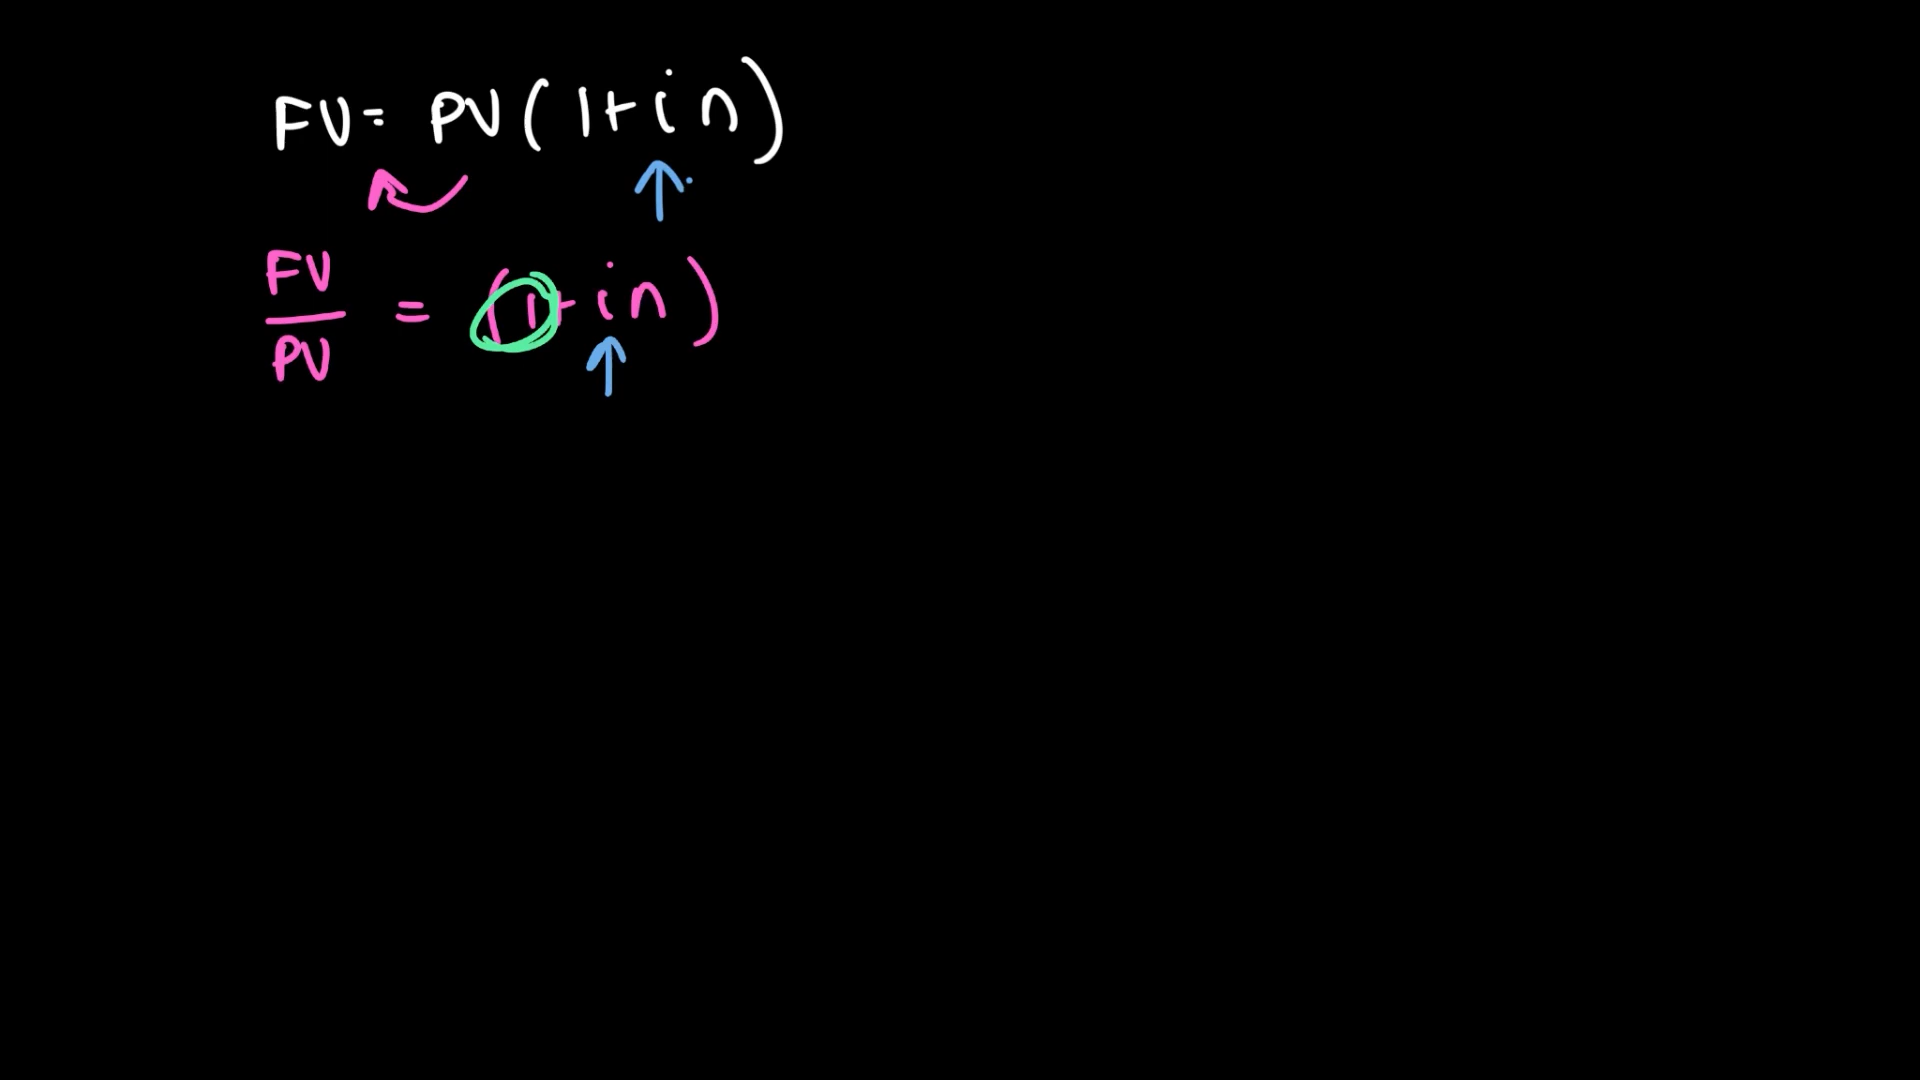 FV= PV(1+in)
FV
PV
= (1+in)